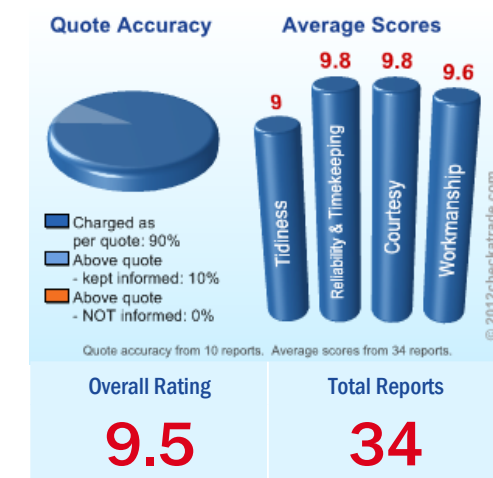 Quote Accuracy
Average Scores
9
9.8
9.8
9.6
Tidiness
Reliability & Timekeeping
Courtesy
Workmanship
Charged as
per quote: 90%
Above quote
- kept informed: 10%
Above quote
- NOT informed: 0%
© 2012checkatrade.com
Quote accuracy from 10 reports. Average scores from 34 reports.
Overall Rating
Total Reports
9.5
34